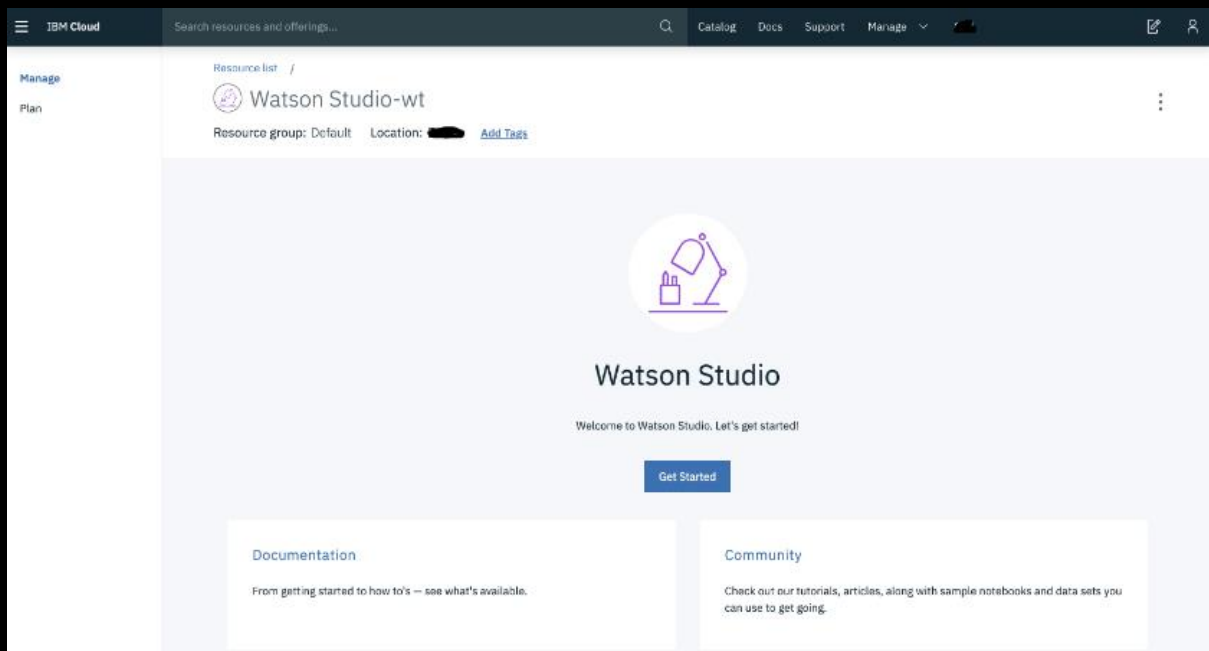 IBM Cloud
Search resources and offerings...
Catalog
Docs
Support
Manage
Manage
Plan
Resource list /
Watson Studio-wt
Resource group: Default Location:
Add Tags
Watson Studio
Welcome to Watson Studio. Let's get started!
Get Started
Documentation
From getting started to how to's — see what's available.
Community
Check out our tutorials, articles, along with sample notebooks and data sets you
can use to get going.